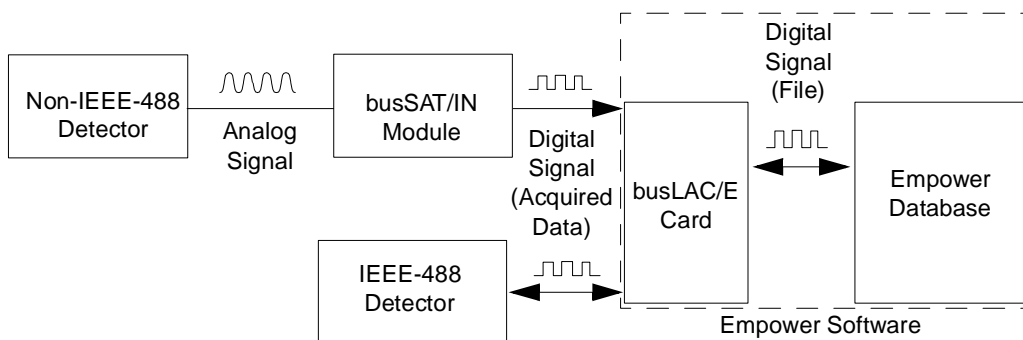 Non-IEEE-488
Detector
Analog
Signal
busSAT/IN
Module
Digital
Signal
(Acquired
Data)
IEEE-488
Detector
busLAC/E
Card
Digital
Signal
(File)
Empower
Database
Empower Software